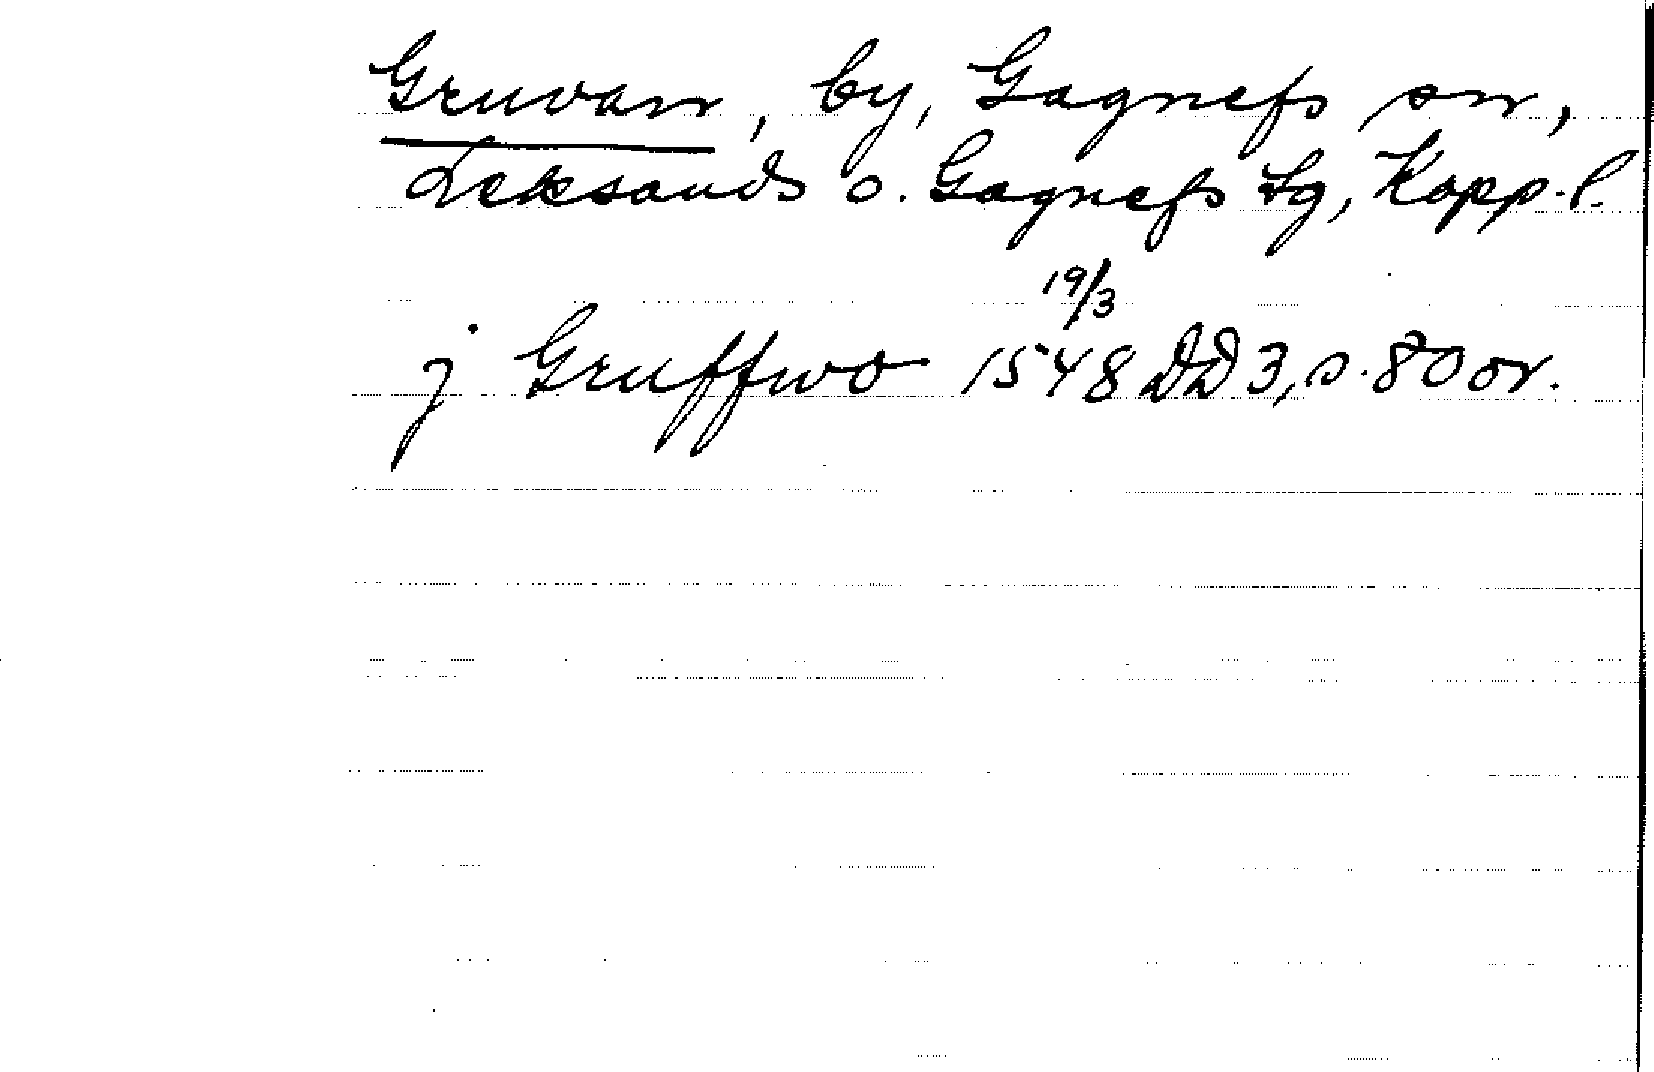 Gruvan, by, Gagnefs sn,
Leksands o. Gagnefs tg, Kopp. l.
19/3
j Gruffwo 1548 DD 3, s. 80 or.